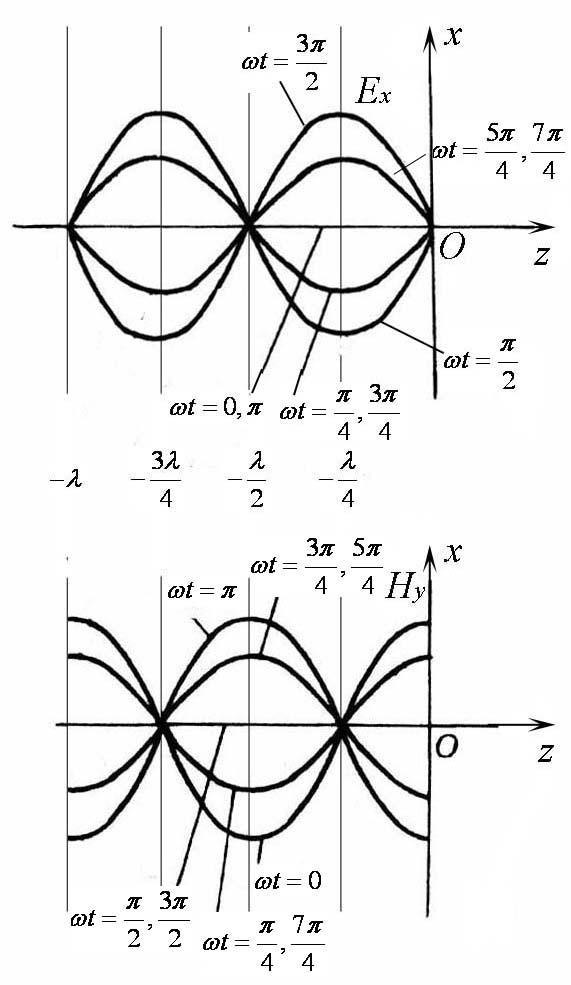 x
ωt = 3π/2
E_x
ωt = 5π/4, 7π/4
O
z
ωt = π/2
ωt = 0, π
ωt = π/4, 3π/4
−λ −3λ/4 −λ/2 −λ/4
x
ωt = 3π/4, 5π/4
ωt = π
H_y
O
z
ωt = 0
ωt = π/2, 3π/2
ωt = π/4, 7π/4